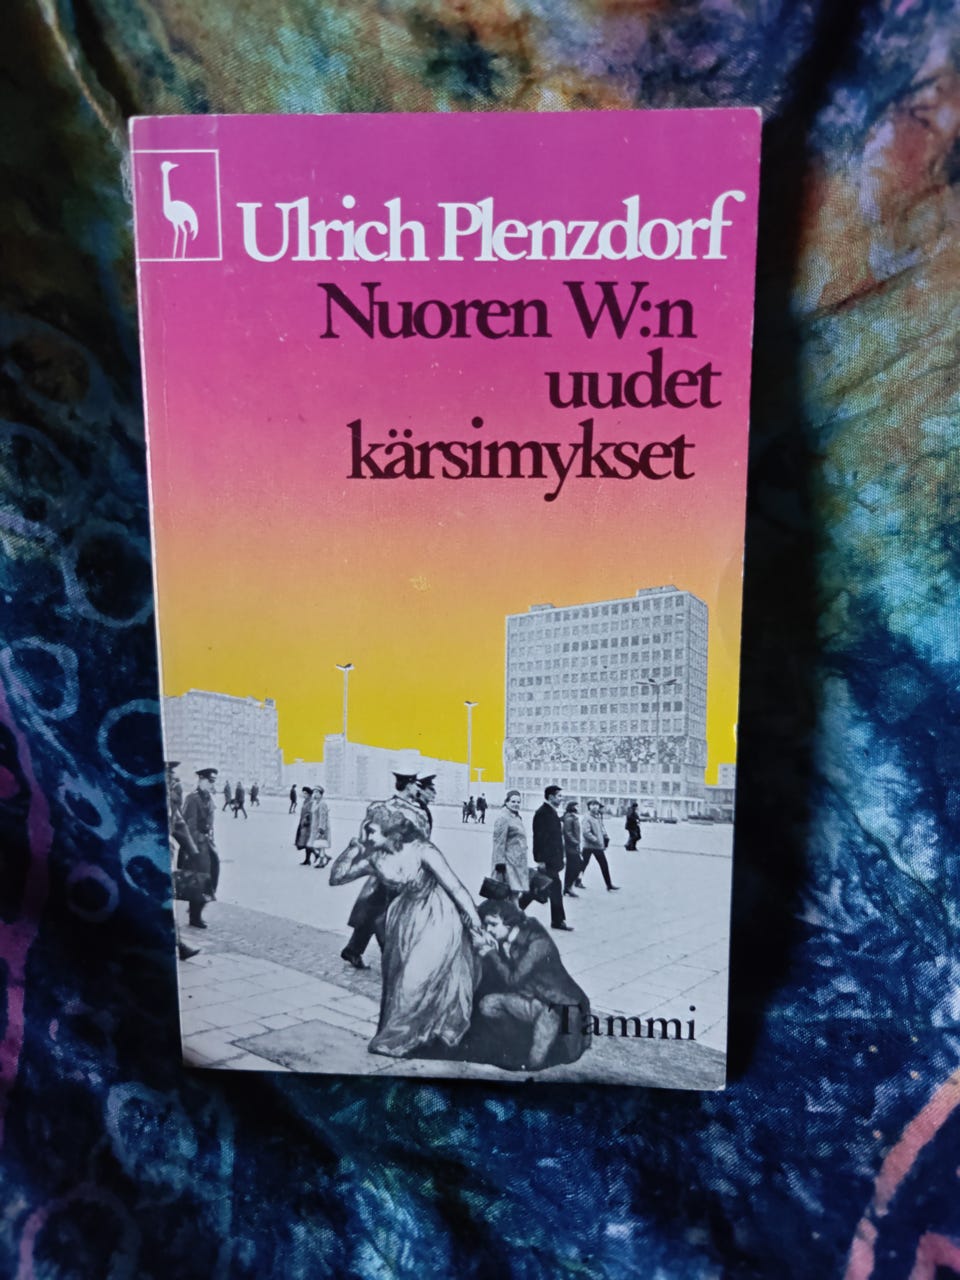 Ulrich Plenzdorf
Nuoren W:n
uudet
kärsimykset
Tammi